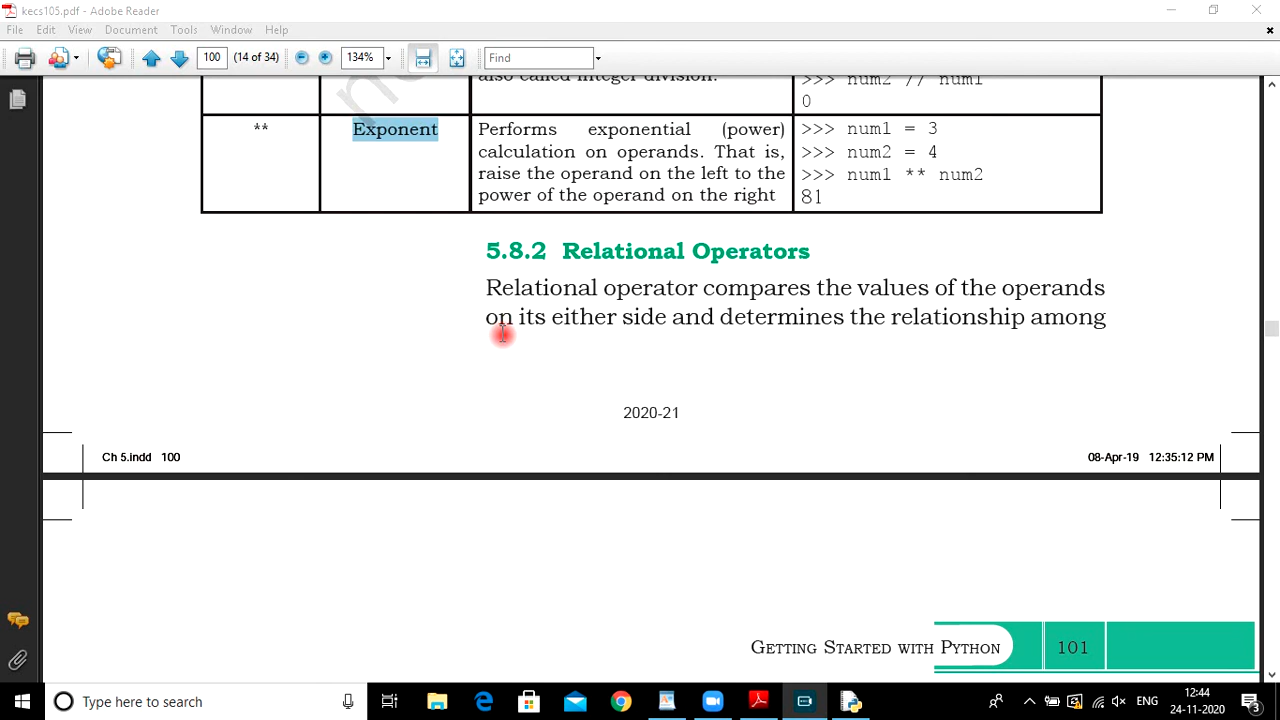 kecs105.pdf - Adobe Reader
File Edit View Document Tools Window Help
100 (14 of 34) 134% Find
also called integer division. >>> num2 // num1
0
** Exponent Performs exponential (power) >>> num1 = 3
calculation on operands. That is, >>> num2 = 4
raise the operand on the left to the >>> num1 ** num2
power of the operand on the right 81
5.8.2 Relational Operators
Relational operator compares the values of the operands
on its either side and determines the relationship among
2020-21
Ch 5.indd 100 08-Apr-19 12:35:12 PM
Getting Started with Python 101
Type here to search ENG 12:44
24-11-2020 3